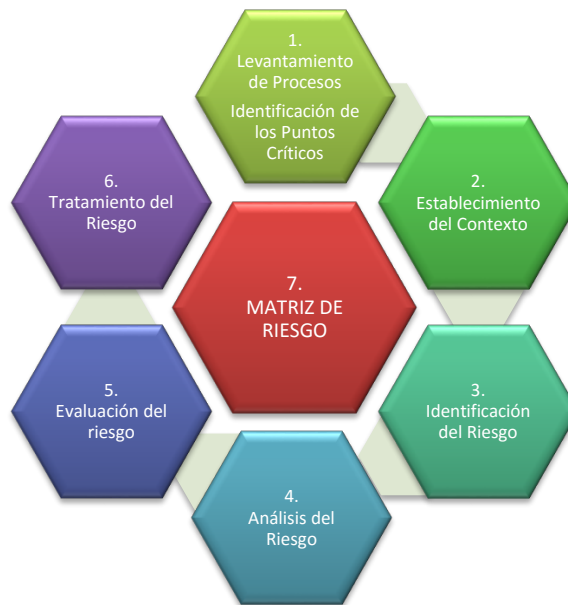 1.
Levantamiento
de Procesos
Identificación de
los Puntos
Críticos
2.
Establecimiento
del Contexto
3.
Identificación
del Riesgo
4.
Análisis del
Riesgo
5.
Evaluación del
riesgo
6.
Tratamiento del
Riesgo
7.
MATRIZ DE
RIESGO